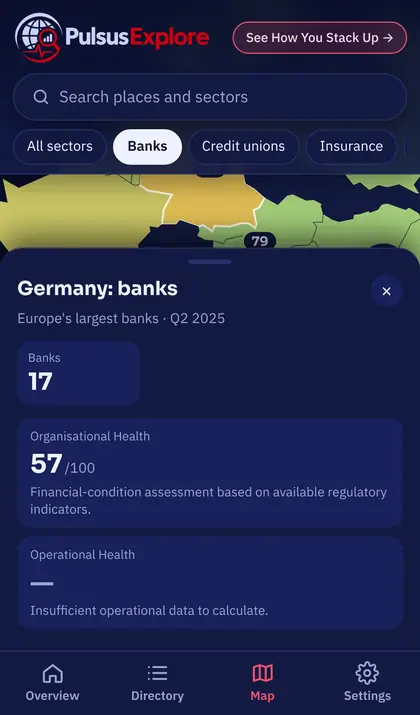 PulsusExplore
See How You Stack Up →
Search places and sectors
All sectors
Banks
Credit unions
Insurance
79
Germany: banks
Europe's largest banks · Q2 2025
Banks
17
Organisational Health
57/100
Financial-condition assessment based on available regulatory
indicators.
Operational Health
—
Insufficient operational data to calculate.
Overview
Directory
Map
Settings